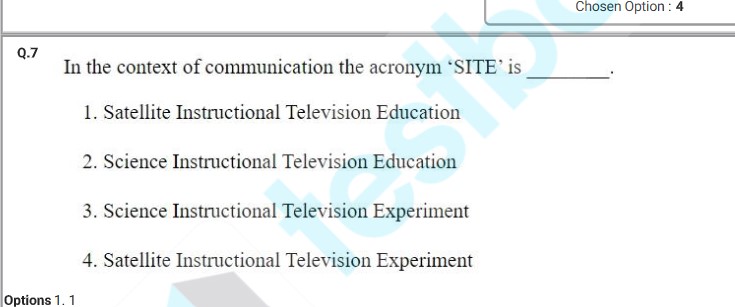 Chosen Option : 4
Q.7
In the context of communication the acronym ‘SITE’ is ________.
1. Satellite Instructional Television Education
2. Science Instructional Television Education
3. Science Instructional Television Experiment
4. Satellite Instructional Television Experiment
Options 1. 1
testbo